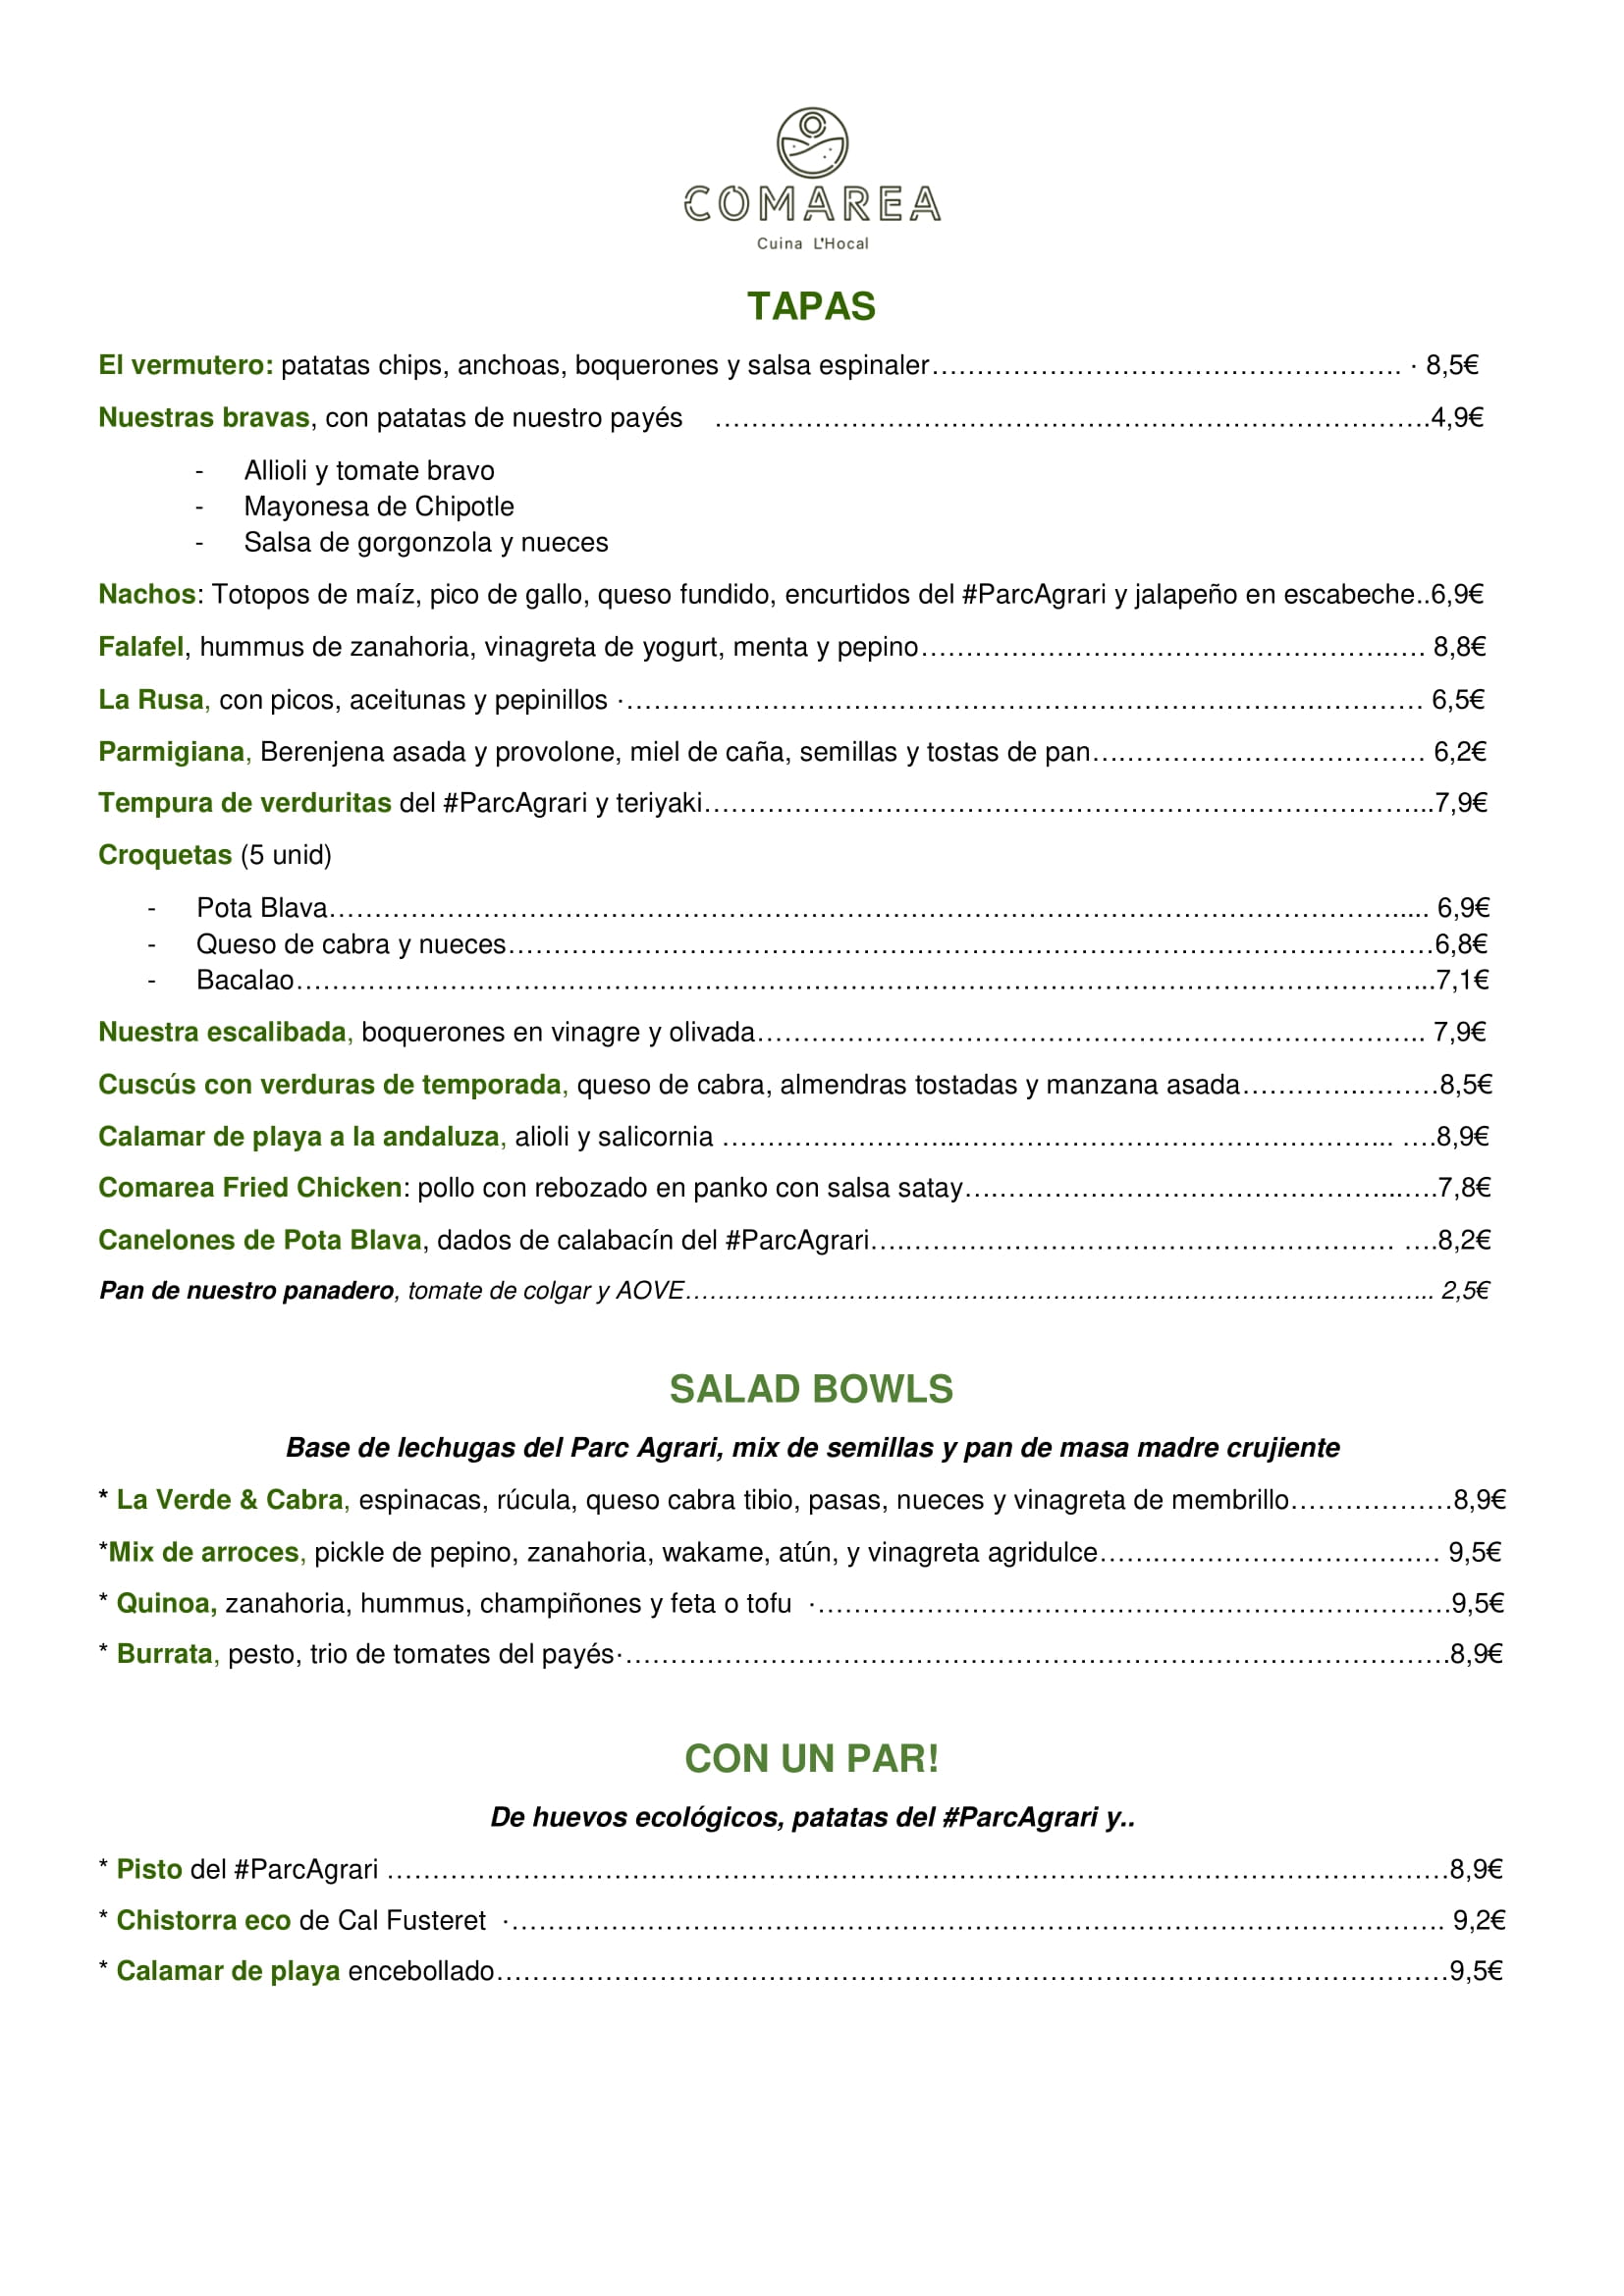 COMAREA
Cuina L'Hocal
TAPAS
El vermutero: patatas chips, anchoas, boquerones y salsa espinaler……………………………………………. · 8,5€
Nuestras bravas, con patatas de nuestro payés …………………………………………………………………….4,9€
- Allioli y tomate bravo
- Mayonesa de Chipotle
- Salsa de gorgonzola y nueces
Nachos: Totopos de maíz, pico de gallo, queso fundido, encurtidos del #ParcAgrari y jalapeño en escabeche..6,9€
Falafel, hummus de zanahoria, vinagreta de yogurt, menta y pepino…………………………………………….…. 8,8€
La Rusa, con picos, aceitunas y pepinillos ·…………………………………………………………………………… 6,5€
Parmigiana, Berenjena asada y provolone, miel de caña, semillas y tostas de pan….…………………………… 6,2€
Tempura de verduritas del #ParcAgrari y teriyaki……………………………………………………………………...7,9€
Croquetas (5 unid)
- Pota Blava……………………………………………………………………………………………………….... 6,9€
- Queso de cabra y nueces…………………………………………………………………………………………6,8€
- Bacalao……………………………………………………………………………………………………………...7,1€
Nuestra escalibada, boquerones en vinagre y olivada……………………………………………………………….. 7,9€
Cuscús con verduras de temporada, queso de cabra, almendras tostadas y manzana asada………………….8,5€
Calamar de playa a la andaluza, alioli y salicornia ……………………..……………………………………….. ….8,9€
Comarea Fried Chicken: pollo con rebozado en panko con salsa satay….……………………………………...….7,8€
Canelones de Pota Blava, dados de calabacín del #ParcAgrari….……………………………………………… ….8,2€
Pan de nuestro panadero, tomate de colgar y AOVE……………………………………………………………………….. 2,5€
SALAD BOWLS
Base de lechugas del Parc Agrari, mix de semillas y pan de masa madre crujiente
* La Verde & Cabra, espinacas, rúcula, queso cabra tibio, pasas, nueces y vinagreta de membrillo………………8,9€
*Mix de arroces, pickle de pepino, zanahoria, wakame, atún, y vinagreta agridulce…….………………………… 9,5€
* Quinoa, zanahoria, hummus, champiñones y feta o tofu ·……………………………………………………………9,5€
* Burrata, pesto, trio de tomates del payés·………………………………………………………………………………8,9€
CON UN PAR!
De huevos ecológicos, patatas del #ParcAgrari y..
* Pisto del #ParcAgrari ………………………………………………………………………………………………………8,9€
* Chistorra eco de Cal Fusteret ·…………………………………………………………………………………………. 9,2€
* Calamar de playa encebollado……………………………………………………………………………………………9,5€